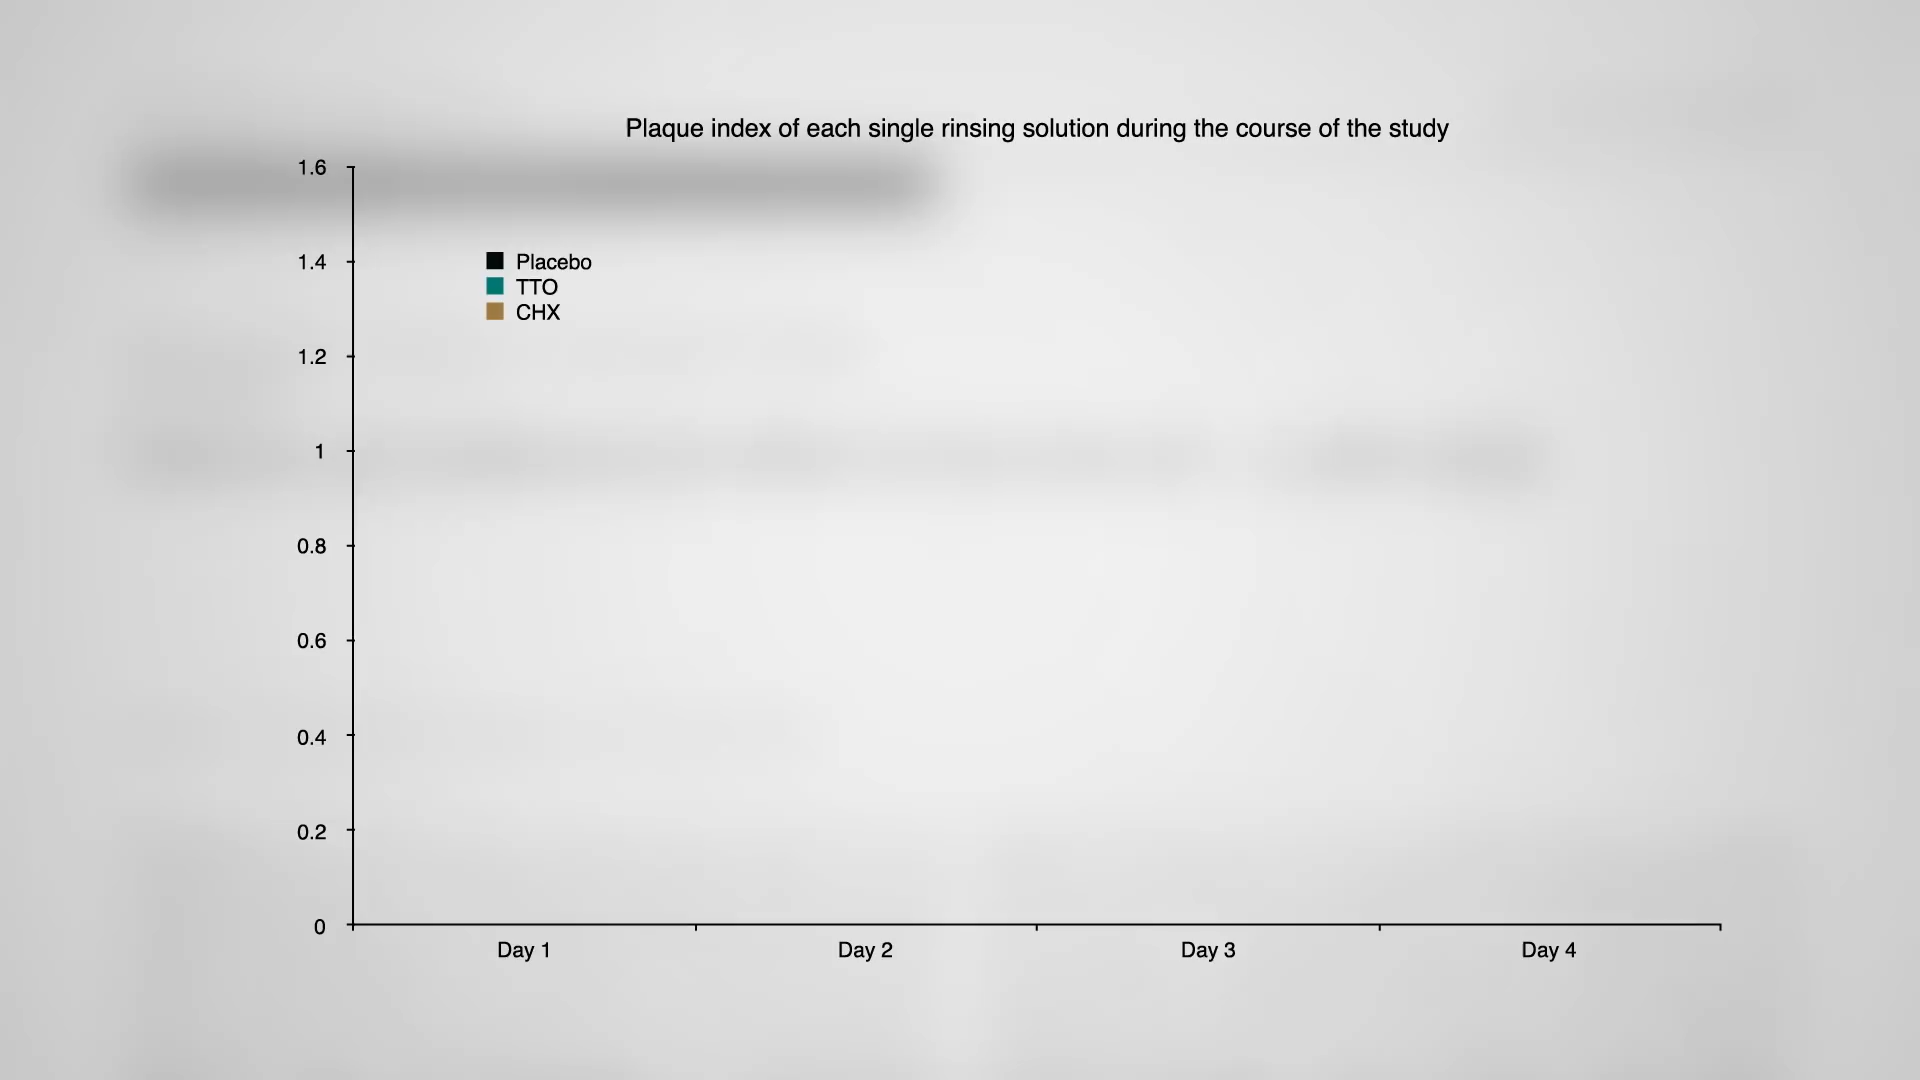 Plaque index of each single rinsing solution during the course of the study
1.6
1.4
1.2
1
0.8
0.6
0.4
0.2
0
Placebo
TTO
CHX
Day 1
Day 2
Day 3
Day 4